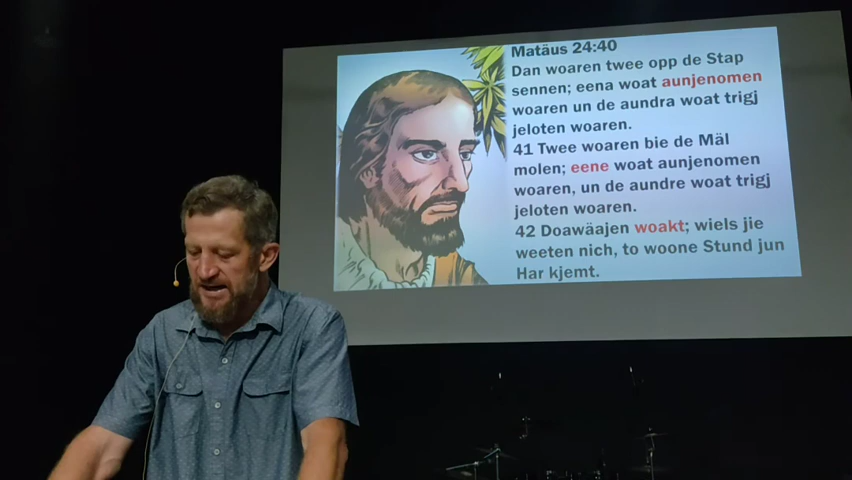 Matäus 24:40
Dan woaren twee opp de Stap
sennen; eena woat aunjenomen
woaren un de aundra woat trigj
jeloten woaren.
41 Twee woaren bie de Mäl
molen; eene woat aunjenomen
woaren, un de aundre woat trigj
jeloten woaren.
42 Doawäajen woakt; wiels jie
weeten nich, to woone Stund jun
Har kjemt.